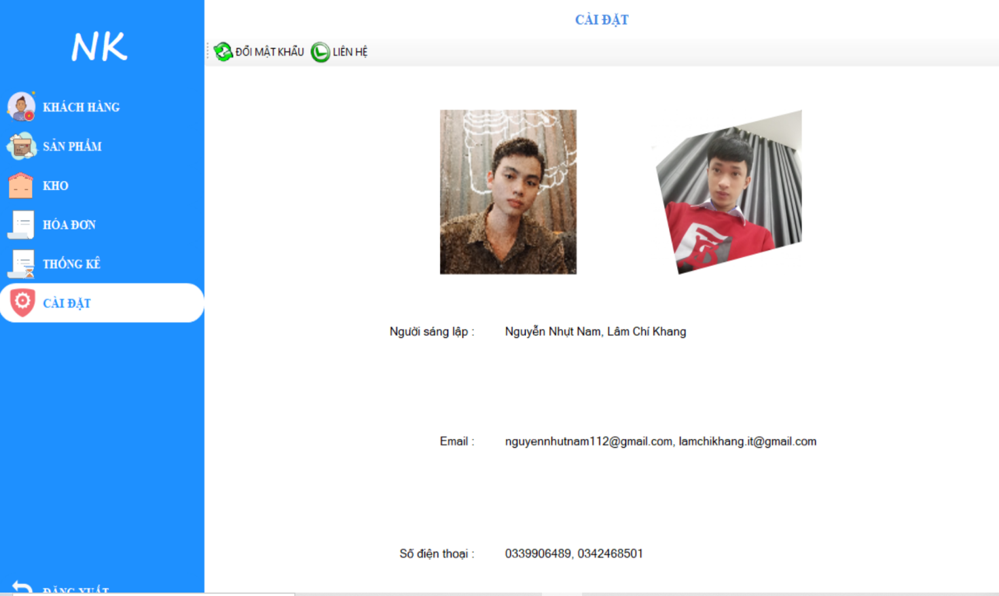 NK
KHÁCH HÀNG
SẢN PHẨM
KHO
HÓA ĐƠN
THỐNG KÊ
CÀI ĐẶT
ĐĂNG XUẤT
CÀI ĐẶT
ĐỔI MẬT KHẨU LIÊN HỆ
Người sáng lập : Nguyễn Nhựt Nam, Lâm Chí Khang
Email : nguyennhutnam112@gmail.com, lamchikhang.it@gmail.com
Số điện thoại : 0339906489, 0342468501